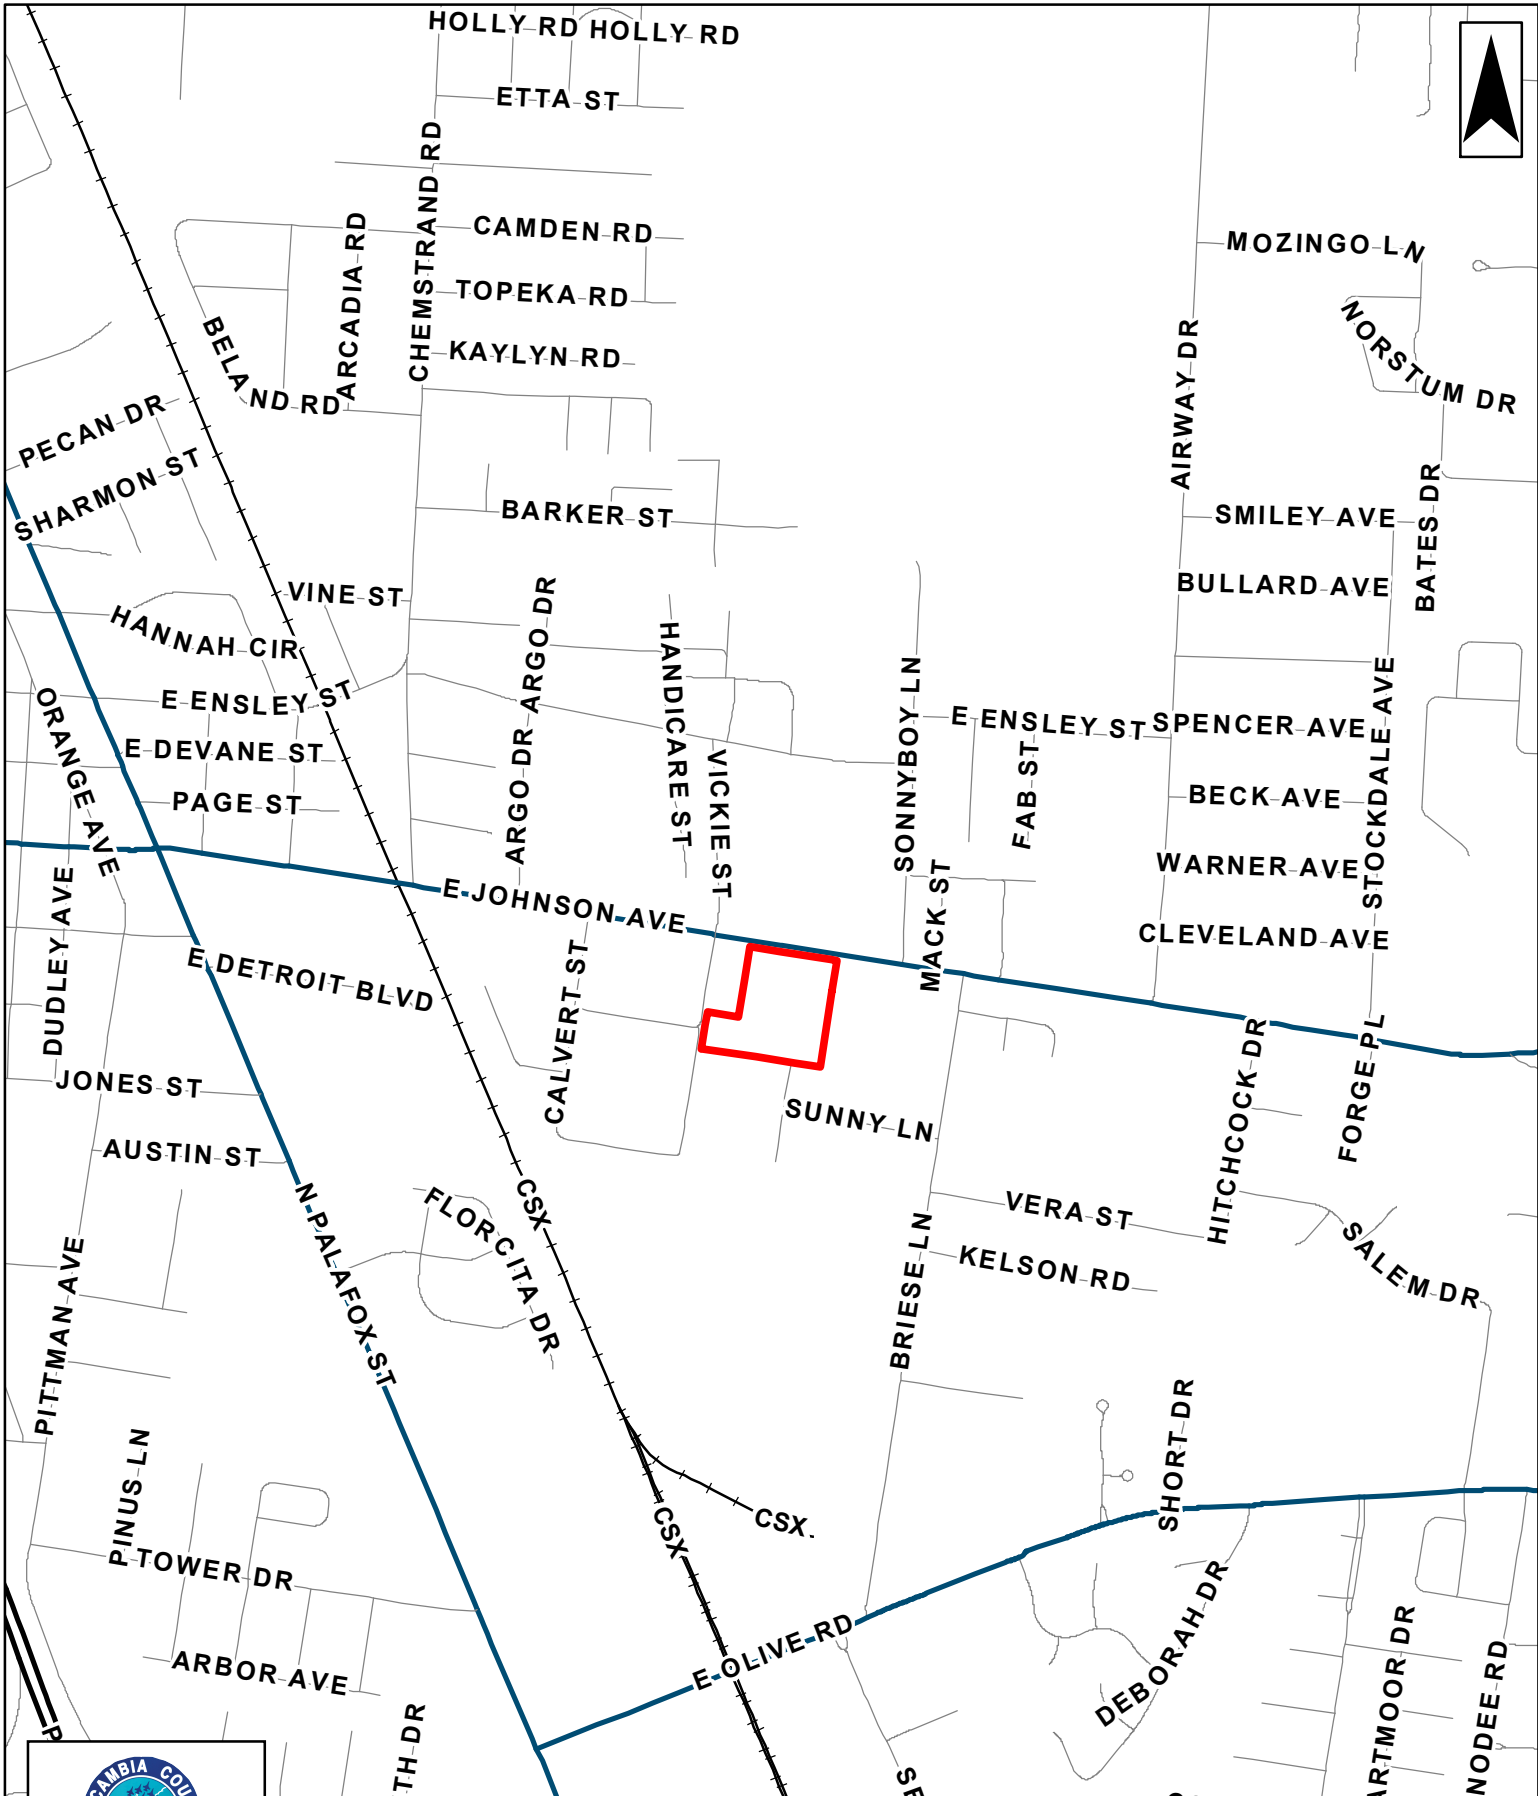 HOLLY RD HOLLY RD
ETTA ST
CHEMSTRAND RD
ARCADIA RD
CAMDEN RD
MOZINGO LN
TOPEKA RD
NORSTUM DR
BELAND RD
KAYLYN RD
AIRWAY DR
PECAN DR
SHARMON ST
BARKER ST
SMILEY AVE
BATES DR
VINE ST
BULLARD AVE
HANNAH CIR
ARGO DR
ARGO DR
HANDICARE ST
SONNYBOY LN
STOCKDALE AVE
E ENSLEY ST
E ENSLEY ST
SPENCER AVE
ORANGE AVE
E DEVANE ST
VICKIE ST
FAB ST
PAGE ST
BECK AVE
WARNER AVE
DUDLEY AVE
E JOHNSON AVE
MACK ST
CLEVELAND AVE
E DETROIT BLVD
CALVERT ST
HITCHCOCK DR
FORGE PL
JONES ST
SUNNY LN
AUSTIN ST
N PALAFOX ST
FLORCITA DR
CSX
VERA ST
SALEM DR
PITTMAN AVE
BRIESE LN
KELSON RD
SHORT DR
PINUS LN
CSX
CSX
P TOWER DR
E OLIVE RD
DEBORAH DR
ARBOR AVE
ARTMOOR DR
NODEE RD
P
TH DR
CAMBIA COU